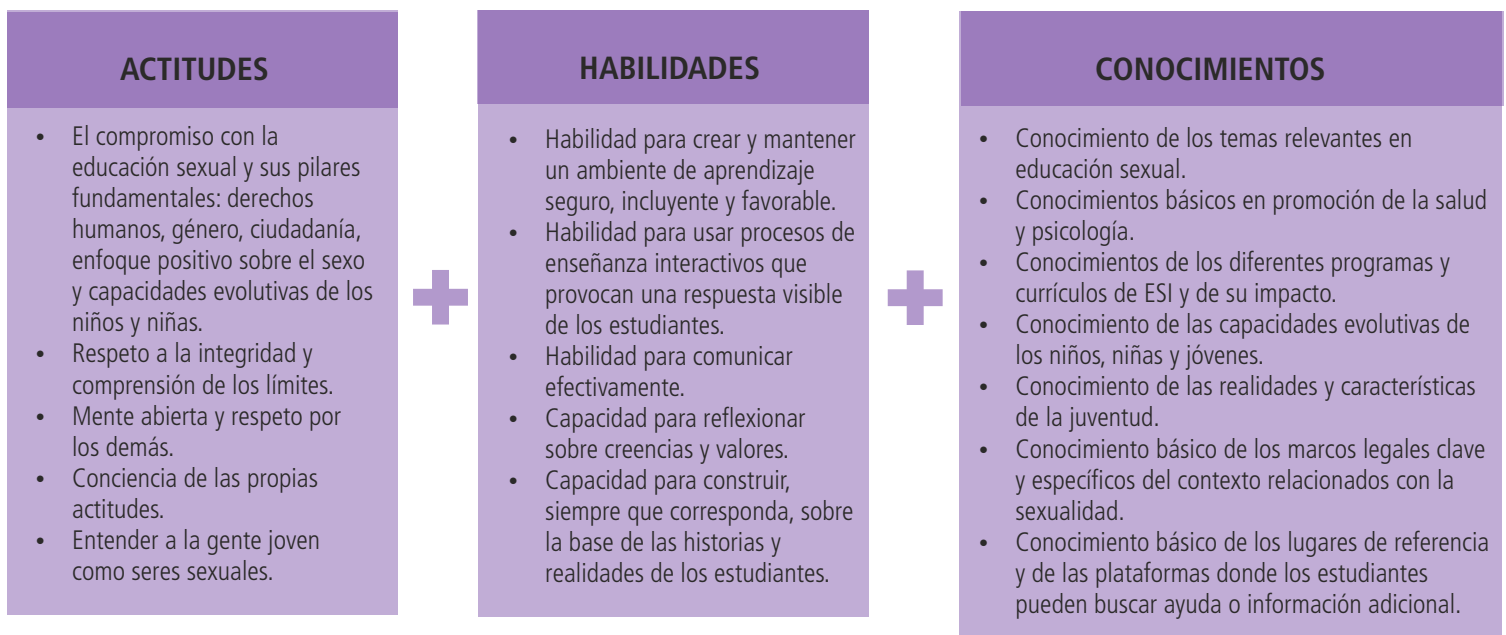 ACTITUDES
• El compromiso con la
educación sexual y sus pilares
fundamentales: derechos
humanos, género, ciudadanía,
enfoque positivo sobre el sexo
y capacidades evolutivas de los
niños y niñas.
• Respeto a la integridad y
comprensión de los límites.
• Mente abierta y respeto por
los demás.
• Conciencia de las propias
actitudes.
• Entender a la gente joven
como seres sexuales.
HABILIDADES
• Habilidad para crear y mantener
un ambiente de aprendizaje
seguro, incluyente y favorable.
• Habilidad para usar procesos de
enseñanza interactivos que
provocan una respuesta visible
de los estudiantes.
• Habilidad para comunicar
efectivamente.
• Capacidad para reflexionar
sobre creencias y valores.
• Capacidad para construir,
siempre que corresponda, sobre
la base de las historias y
realidades de los estudiantes.
CONOCIMIENTOS
• Conocimiento de los temas relevantes en
educación sexual.
• Conocimientos básicos en promoción de la salud
y psicología.
• Conocimientos de los diferentes programas y
currículos de ESI y de su impacto.
• Conocimiento de las capacidades evolutivas de
los niños, niñas y jóvenes.
• Conocimiento de las realidades y características
de la juventud.
• Conocimiento básico de los marcos legales clave
y específicos del contexto relacionados con la
sexualidad.
• Conocimiento básico de los lugares de referencia
y de las plataformas donde los estudiantes
pueden buscar ayuda o información adicional.